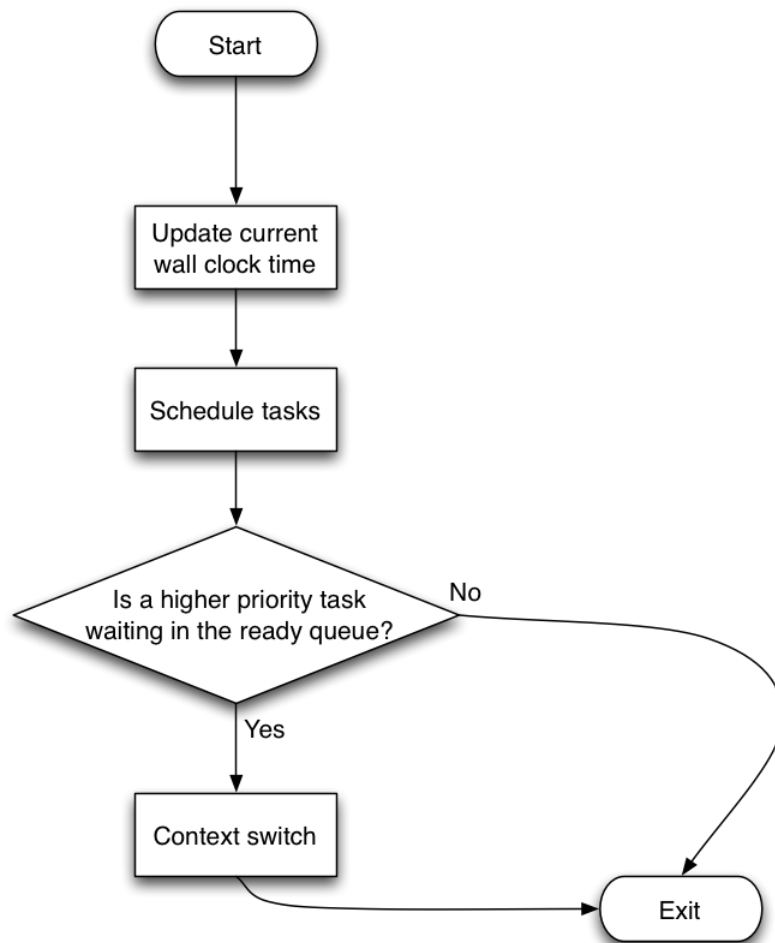 Start
Update current
wall clock time
Schedule tasks
Is a higher priority task
waiting in the ready queue?
No
Yes
Context switch
Exit